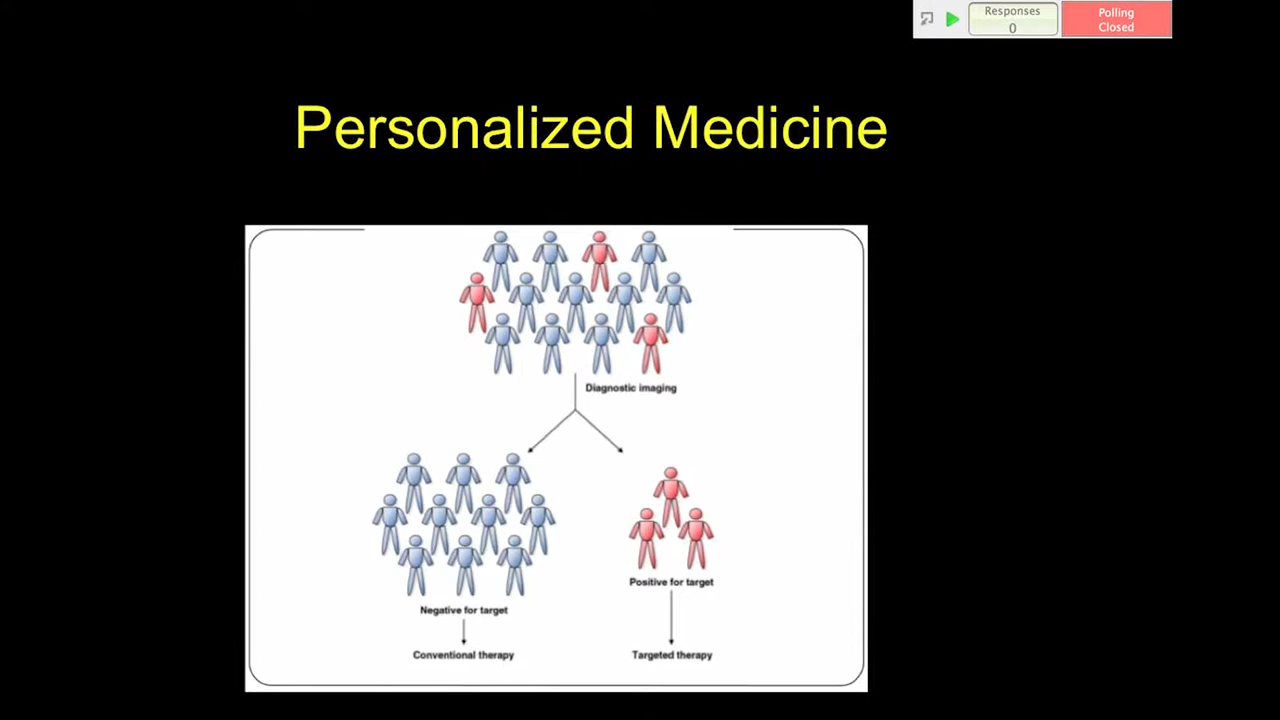 Responses
0
Polling
Closed
Personalized Medicine
Diagnostic imaging
Positive for target
Negative for target
Conventional therapy
Targeted therapy